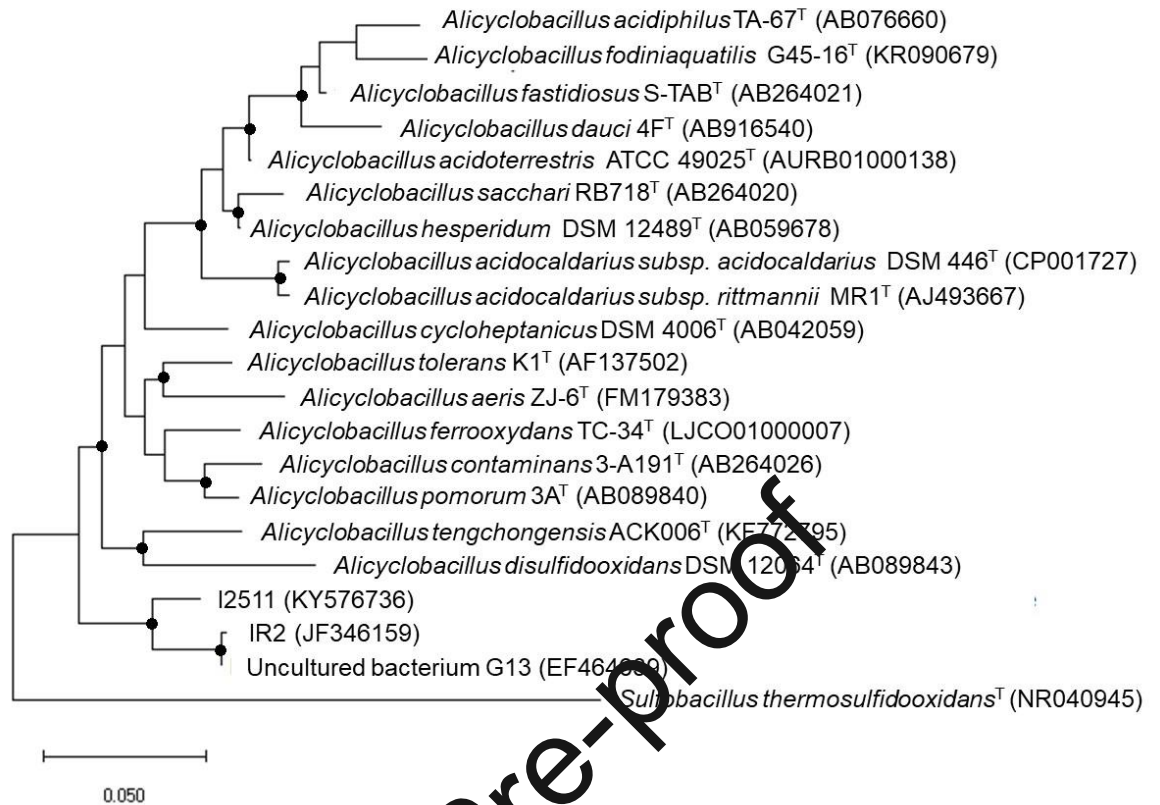 Alicyclobacillus acidiphilus TA-67ᵀ (AB076660)
Alicyclobacillus fodiniaquatilis G45-16ᵀ (KR090679)
Alicyclobacillus fastidiosus S-TABᵀ (AB264021)
Alicyclobacillus dauci 4Fᵀ (AB916540)
Alicyclobacillus acidoterrestris ATCC 49025ᵀ (AURB01000138)
Alicyclobacillus sacchari RB718ᵀ (AB264020)
Alicyclobacillus hesperidum DSM 12489ᵀ (AB059678)
Alicyclobacillus acidocaldarius subsp. acidocaldarius DSM 446ᵀ (CP001727)
Alicyclobacillus acidocaldarius subsp. rittmannii MR1ᵀ (AJ493667)
Alicyclobacillus cycloheptanicus DSM 4006ᵀ (AB042059)
Alicyclobacillus tolerans K1ᵀ (AF137502)
Alicyclobacillus aeris ZJ-6ᵀ (FM179383)
Alicyclobacillus ferrooxydans TC-34ᵀ (LJCO01000007)
Alicyclobacillus contaminans 3-A191ᵀ (AB264026)
Alicyclobacillus pomorum 3Aᵀ (AB089840)
Alicyclobacillus tengchongensis ACK006ᵀ
Alicyclobacillus disulfidooxidans DSM 12064ᵀ (AB089843)
I2511 (KY576736)
IR2 (JF346159)
Uncultured bacterium G13
Sulfobacillus thermosulfidooxidansᵀ (NR040945)
0.050
re-proof